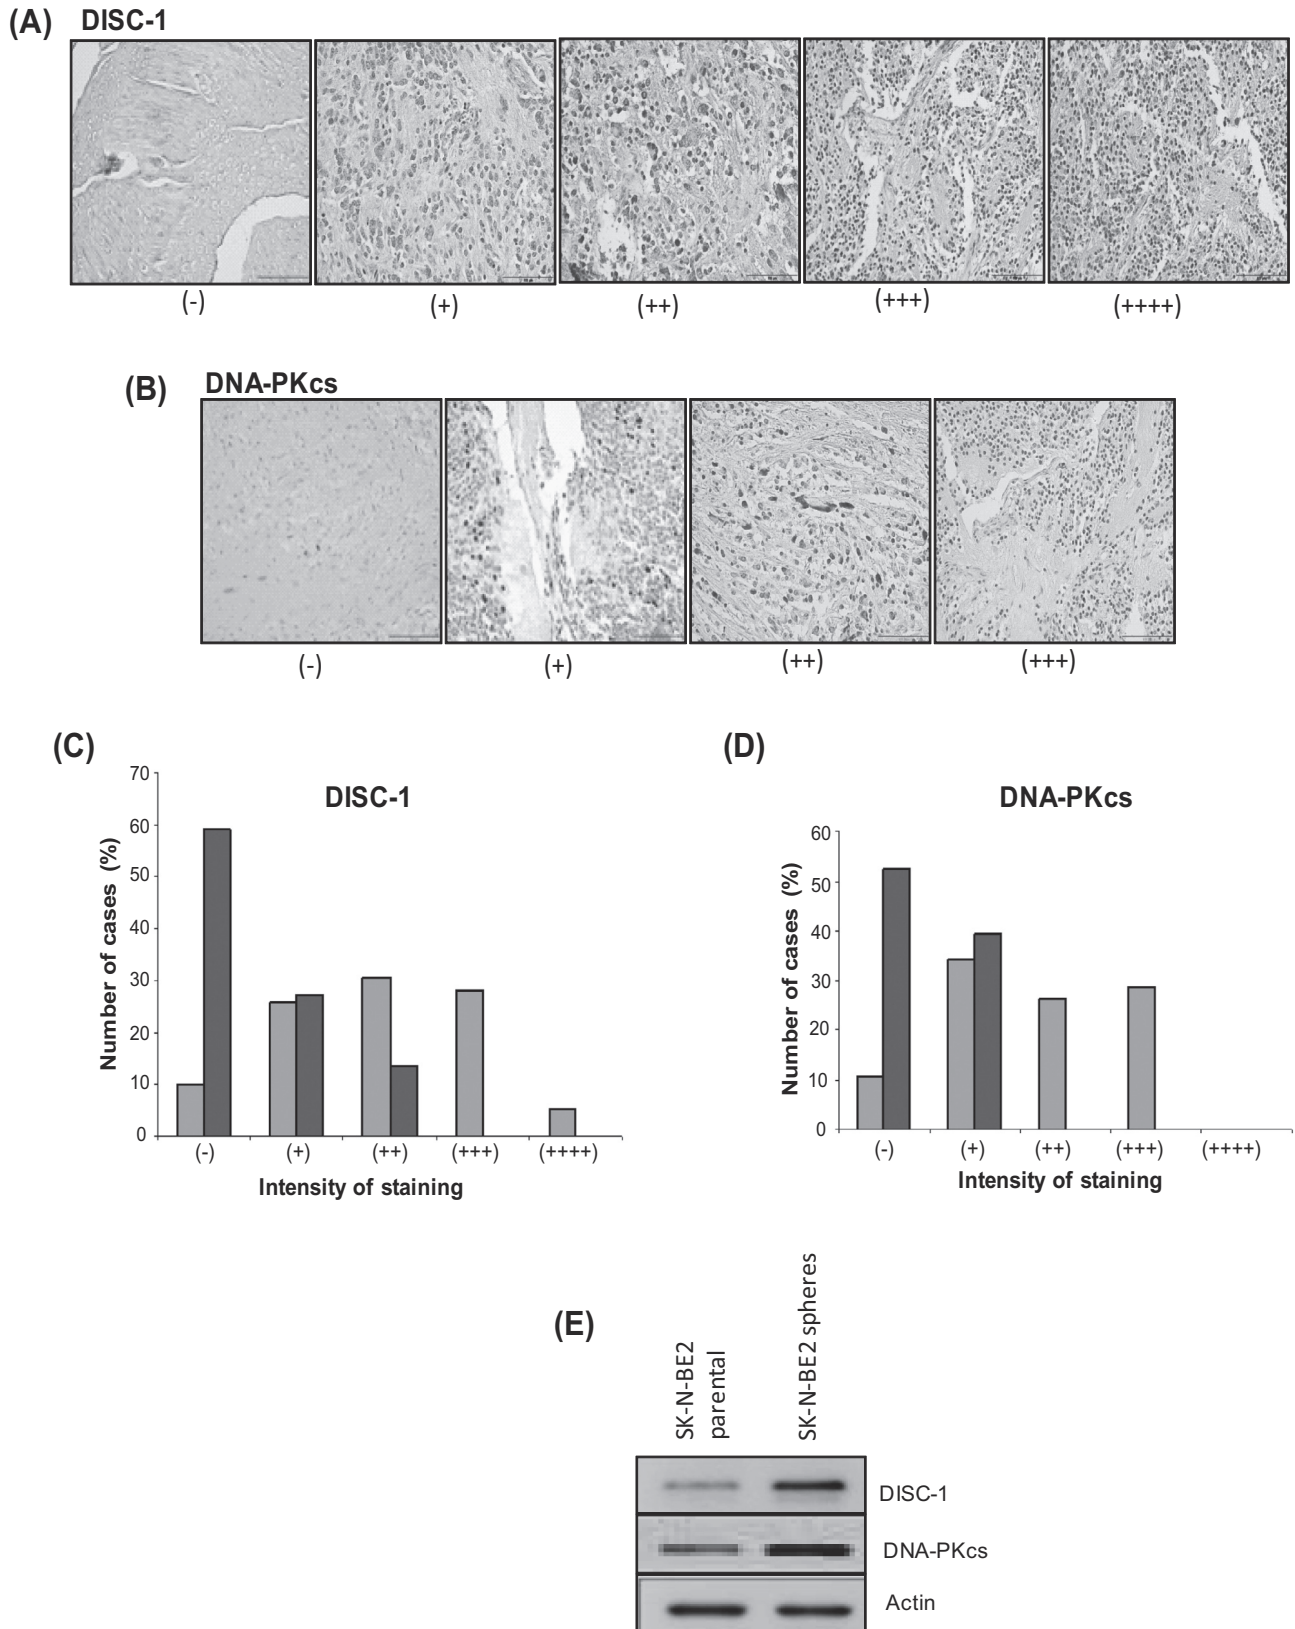 (A) DISC-1
(-) (+) (++) (+++) (++++)
(B) DNA-PKcs
(-) (+) (++) (+++)
(C)
DISC-1
Number of cases (%)
70
60
50
40
30
20
10
0
(-) (+) (++) (+++) (++++)
Intensity of staining
(D)
DNA-PKcs
Number of cases (%)
60
50
40
30
20
10
0
(-) (+) (++) (+++) (++++)
Intensity of staining
(E)
SK-N-BE2
parental
SK-N-BE2 spheres
DISC-1
DNA-PKcs
Actin